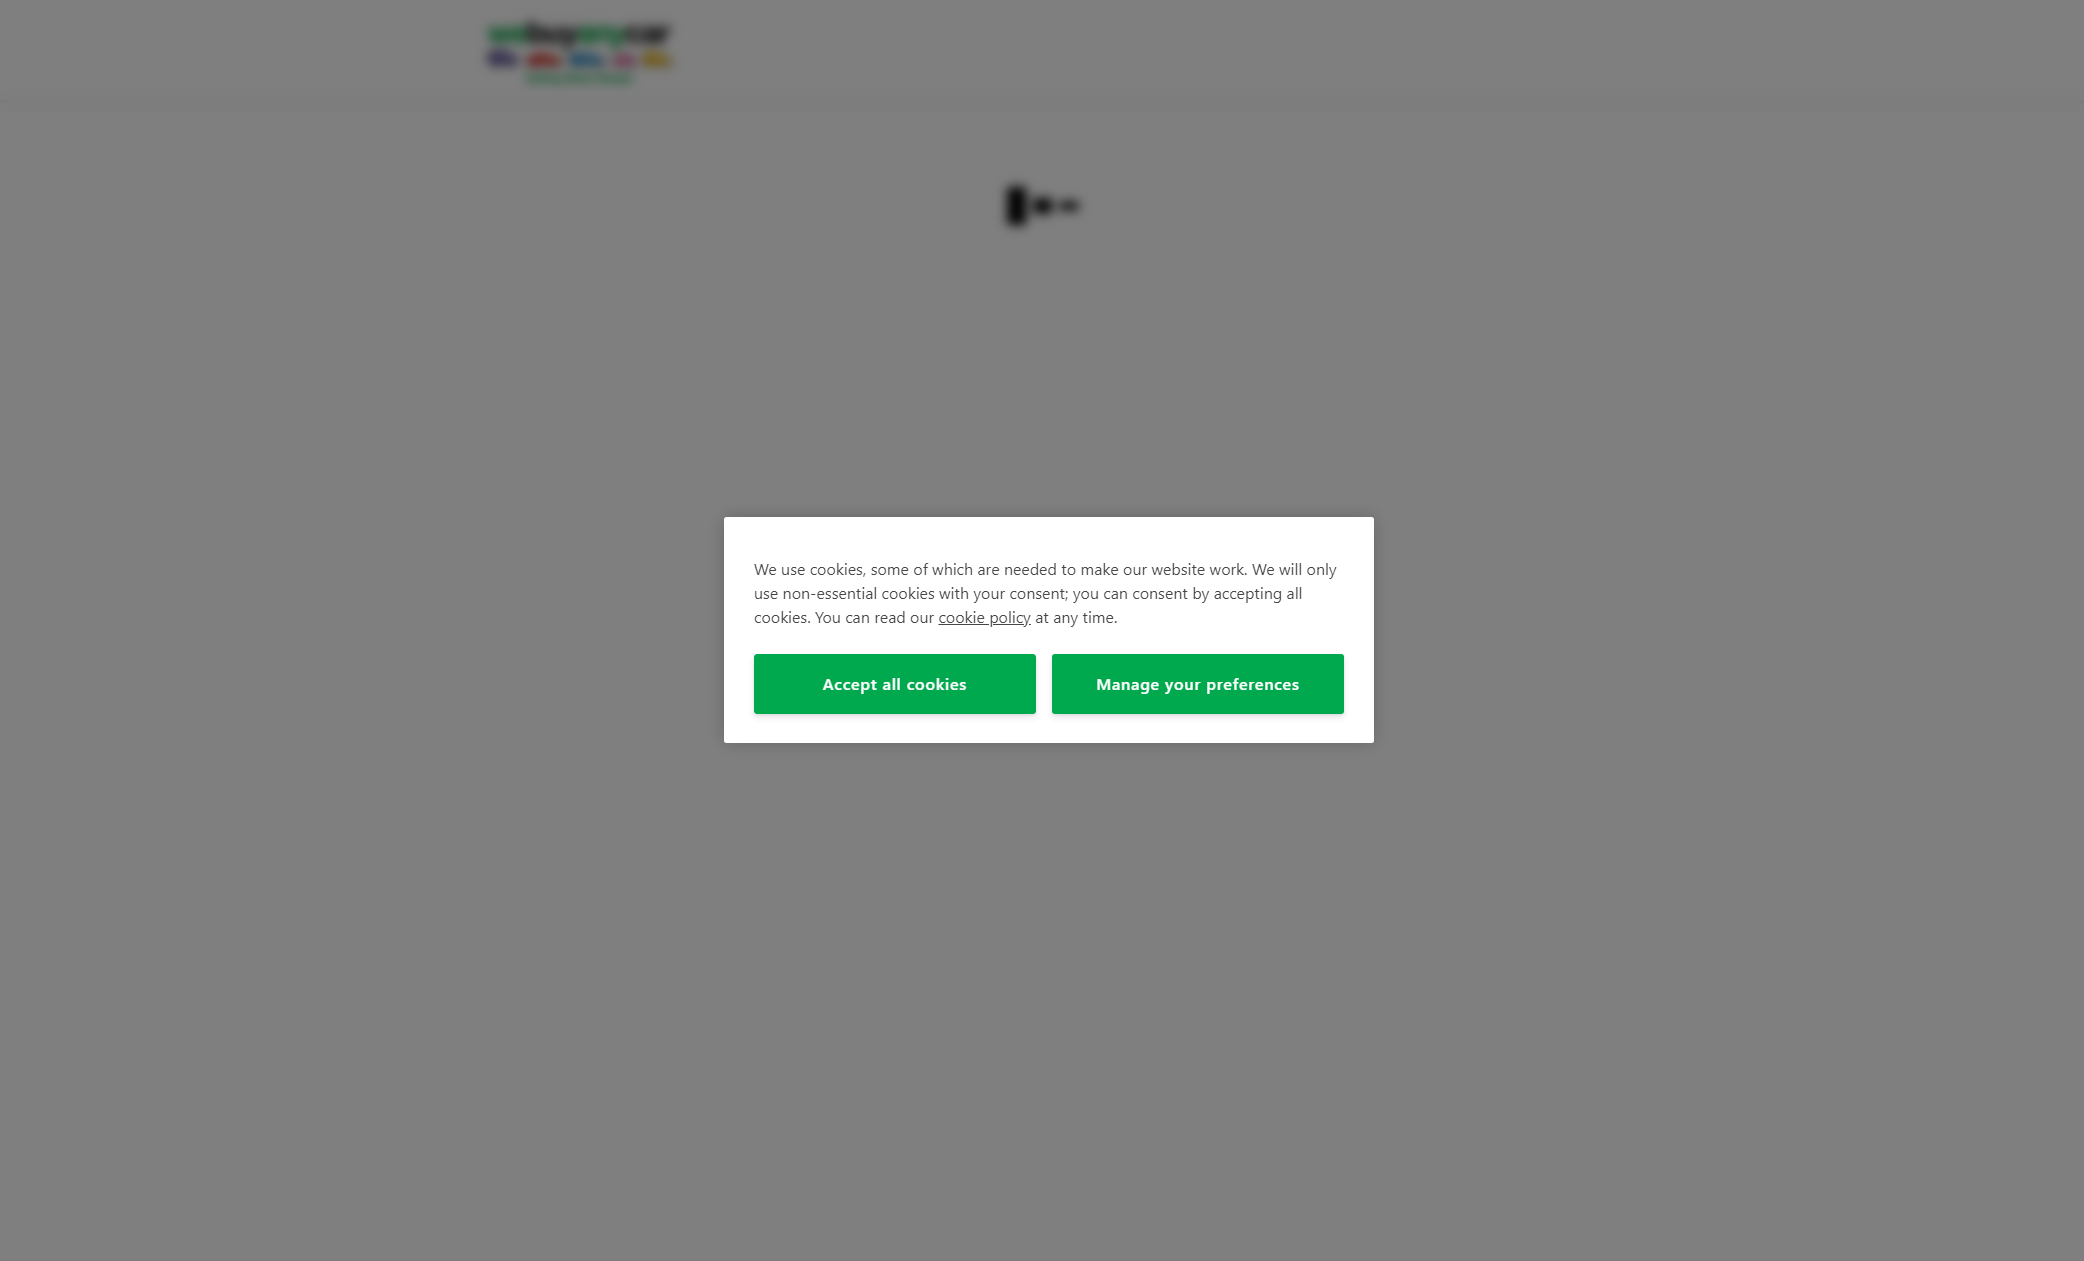 webuyanycar
We use cookies, some of which are needed to make our website work. We will only
use non-essential cookies with your consent; you can consent by accepting all
cookies. You can read our cookie policy at any time.
Accept all cookies
Manage your preferences